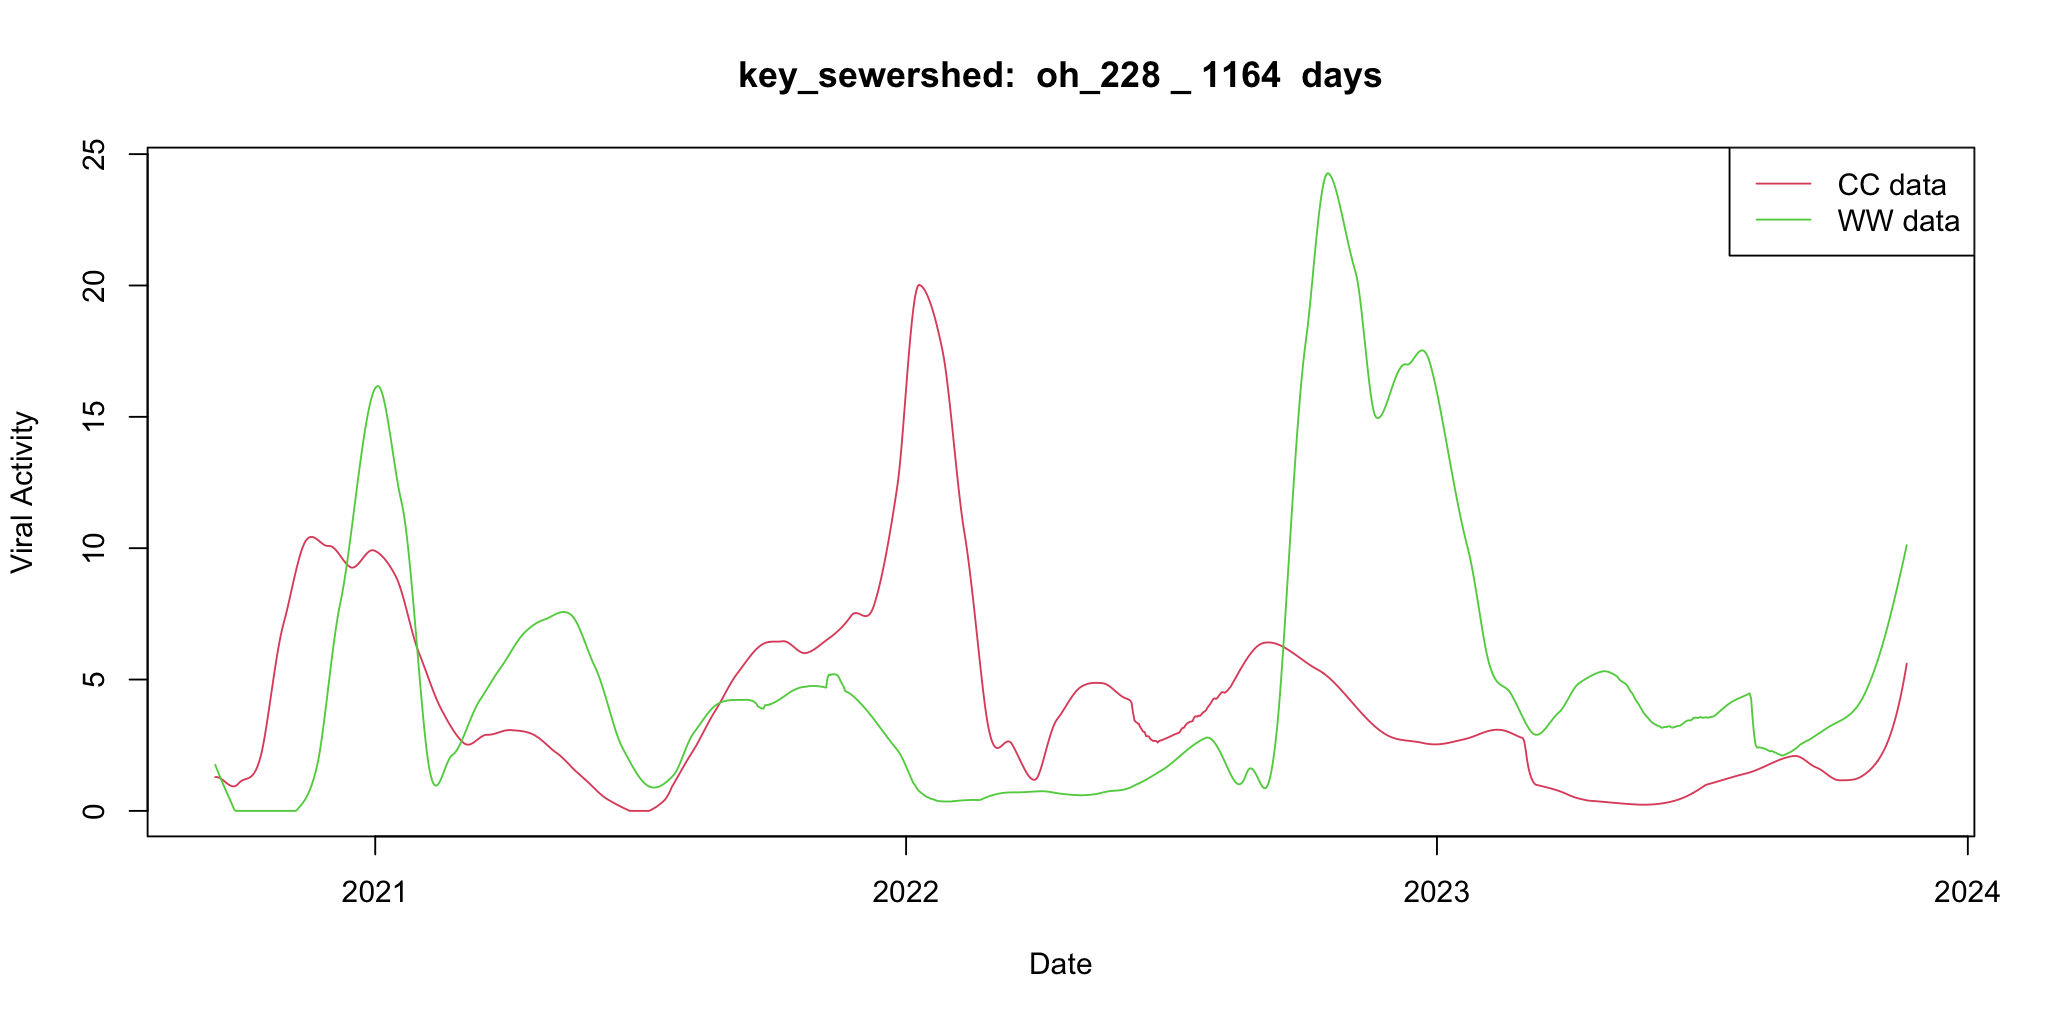 key_sewershed:  oh_228 _ 1164  days
25
20
15
10
5
0
Viral Activity
CC data
WW data
2021
2022
2023
2024
Date